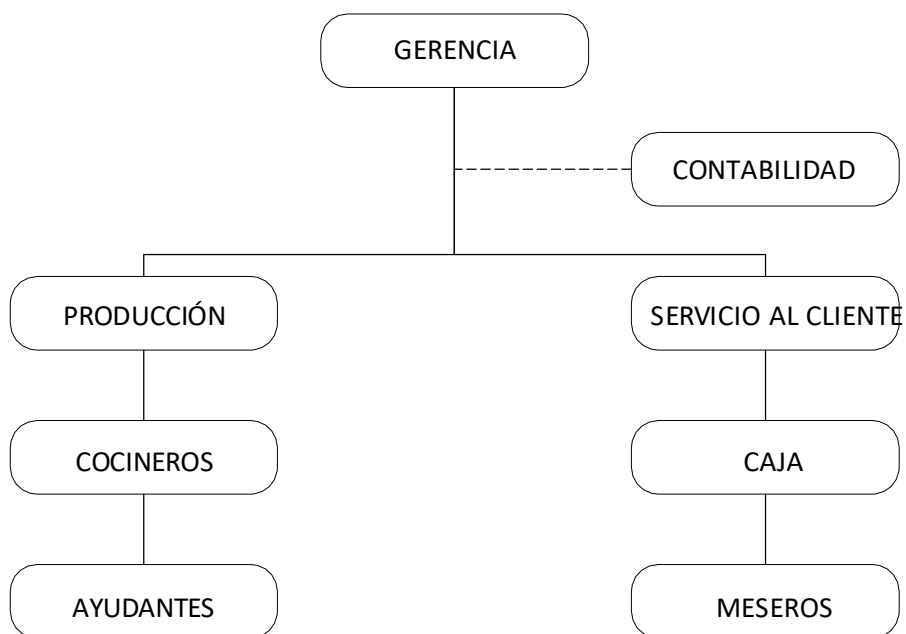 GERENCIA
CONTABILIDAD
PRODUCCIÓN
SERVICIO AL CLIENTE
COCINEROS
CAJA
AYUDANTES
MESEROS